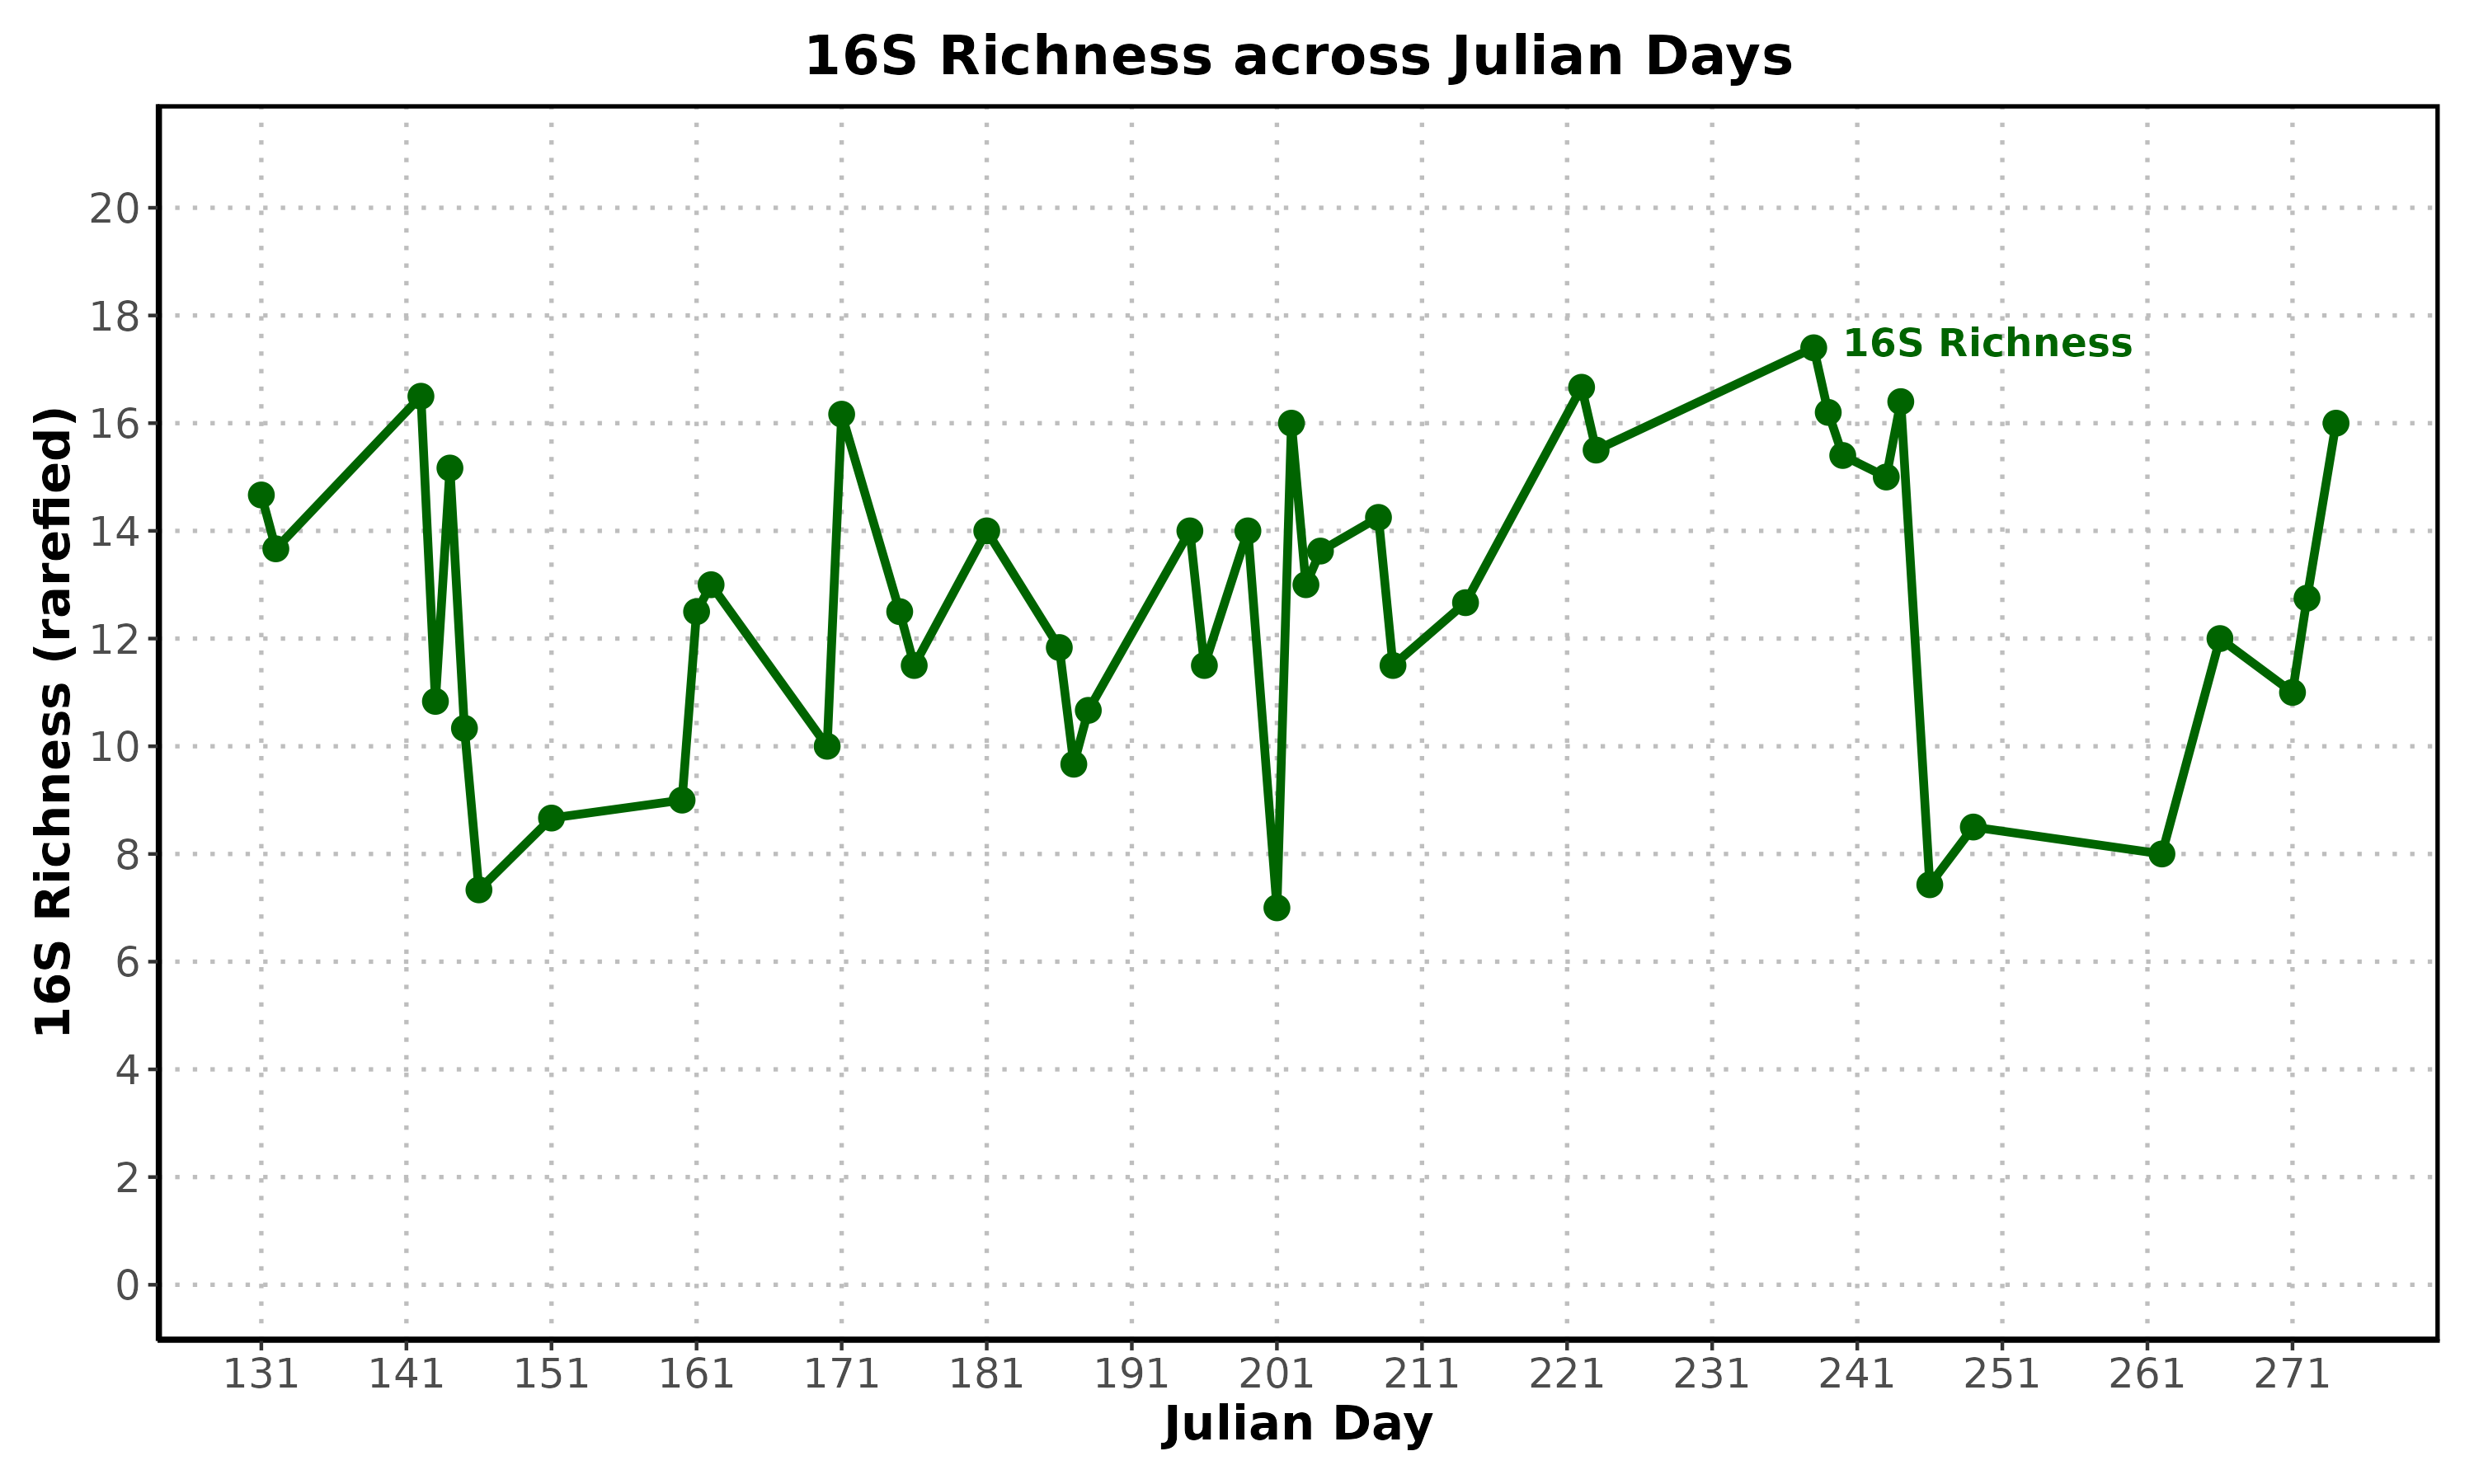 16S Richness across Julian Days
16S Richness (rarefied)
20
18
16
14
12
10
8
6
4
2
0
16S Richness
131 141 151 161 171 181 191 201 211 221 231 241 251 261 271
Julian Day